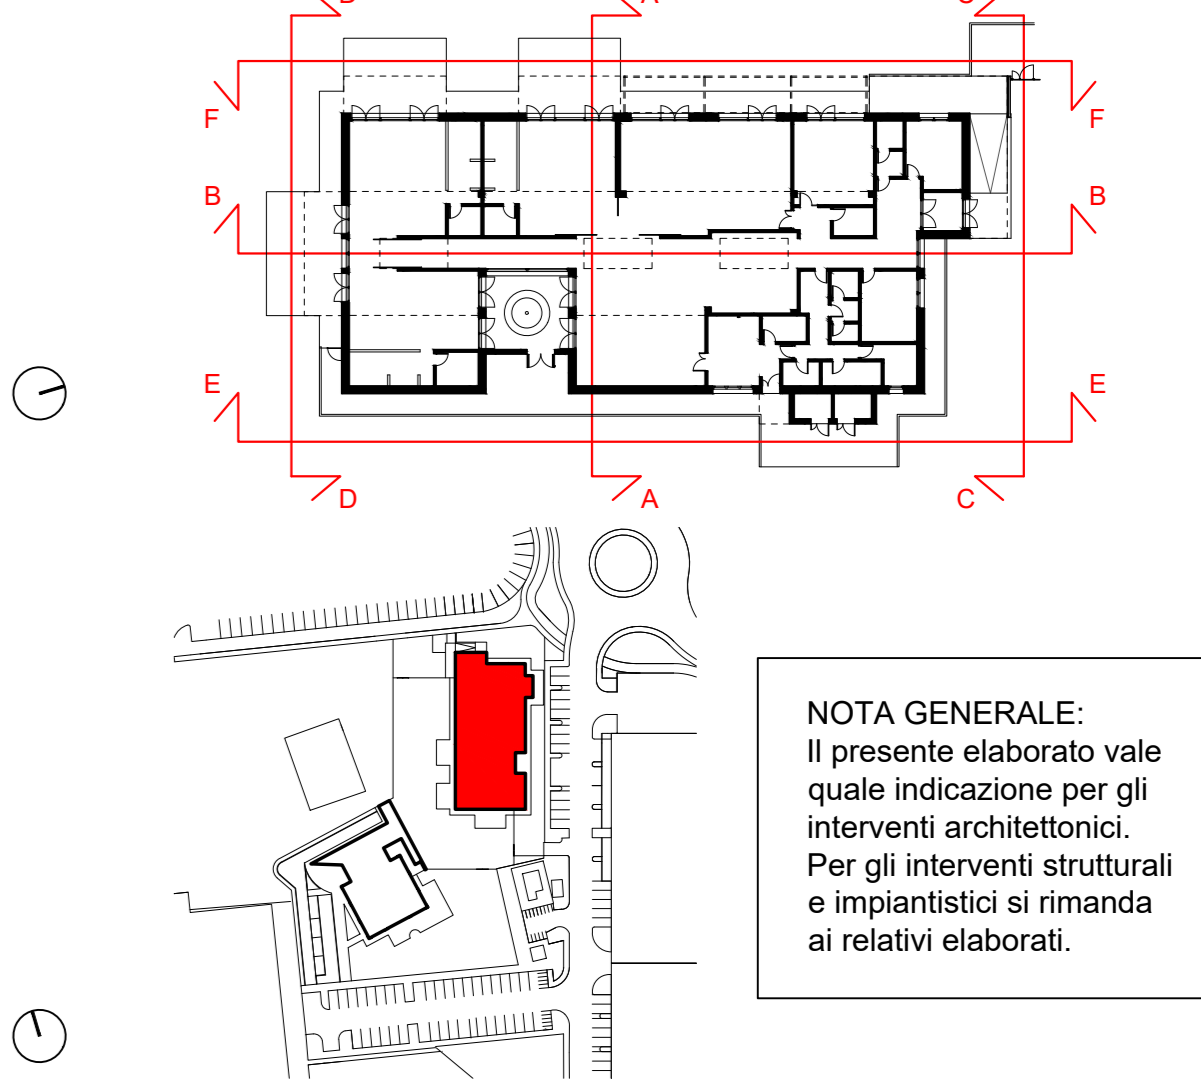 D A C
F F
B B
E E
D A C
NOTA GENERALE:
Il presente elaborato vale
quale indicazione per gli
interventi architettonici.
Per gli interventi strutturali
e impiantistici si rimanda
ai relativi elaborati.